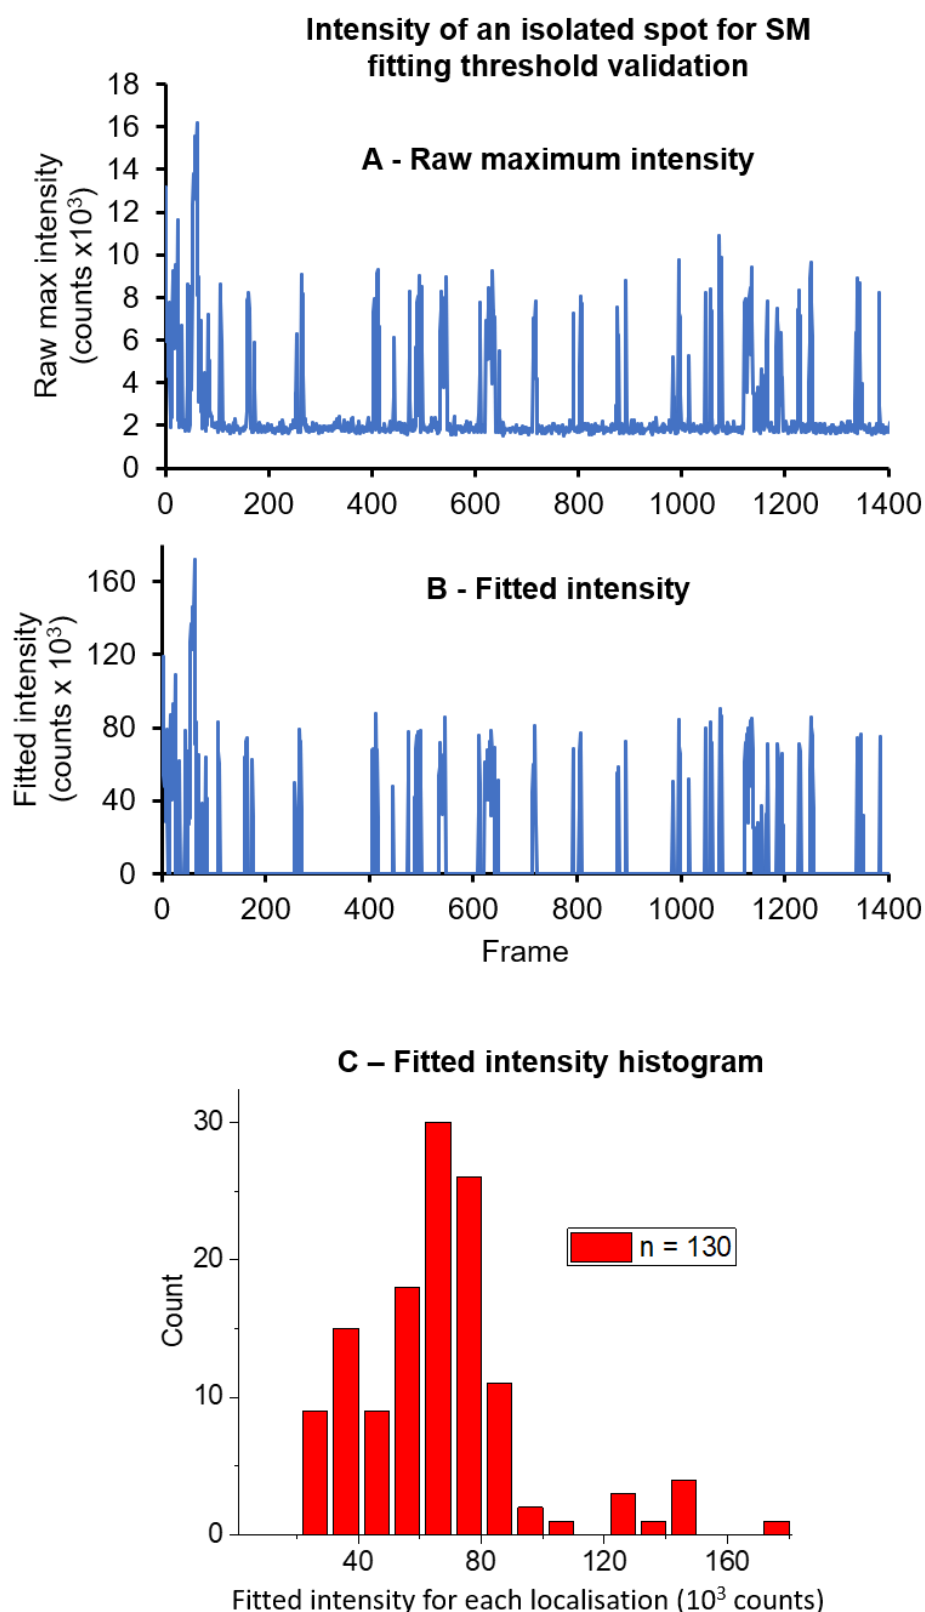 Intensity of an isolated spot for SM
fitting threshold validation
A - Raw maximum intensity
Raw max intensity
(counts x10³)
18
16
14
12
10
8
6
4
2
0
0 200 400 600 800 1000 1200 1400
B - Fitted intensity
Fitted intensity
(counts x 10³)
160
120
80
40
0
0 200 400 600 800 1000 1200 1400
Frame
C – Fitted intensity histogram
Count
30
20
10
0
n = 130
40 80 120 160
Fitted intensity for each localisation (10³ counts)